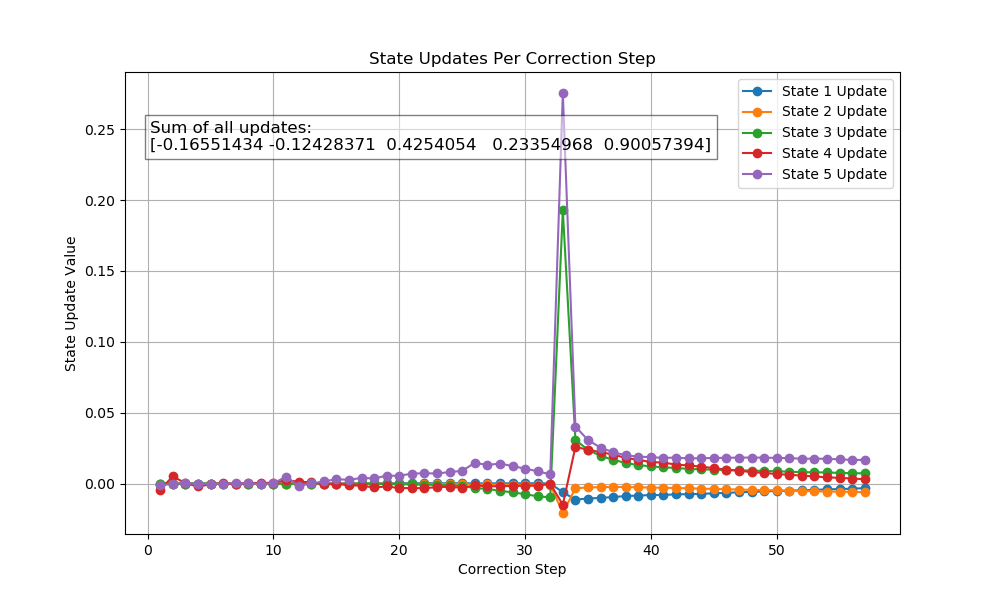 State Updates Per Correction Step
Sum of all updates:
[-0.16551434 -0.12428371  0.4254054   0.23354968  0.90057394]
State 1 Update
State 2 Update
State 3 Update
State 4 Update
State 5 Update
State Update Value
0.25
0.20
0.15
0.10
0.05
0.00
0
10
20
30
40
50
Correction Step